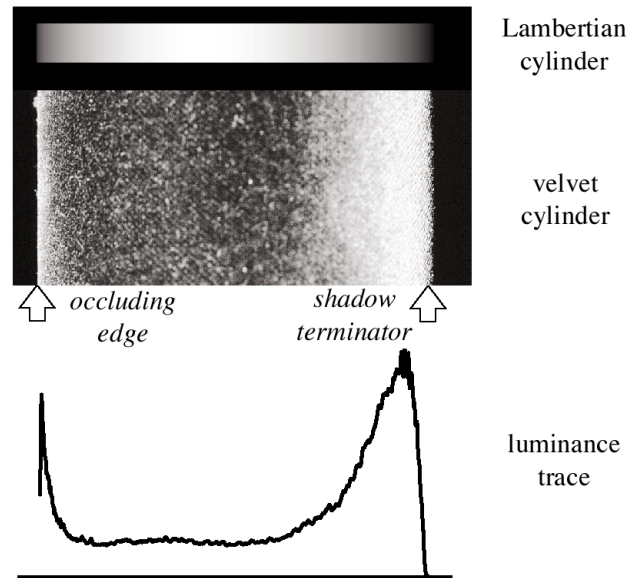 Lambertian
cylinder
velvet
cylinder
occluding
edge
shadow
terminator
luminance
trace